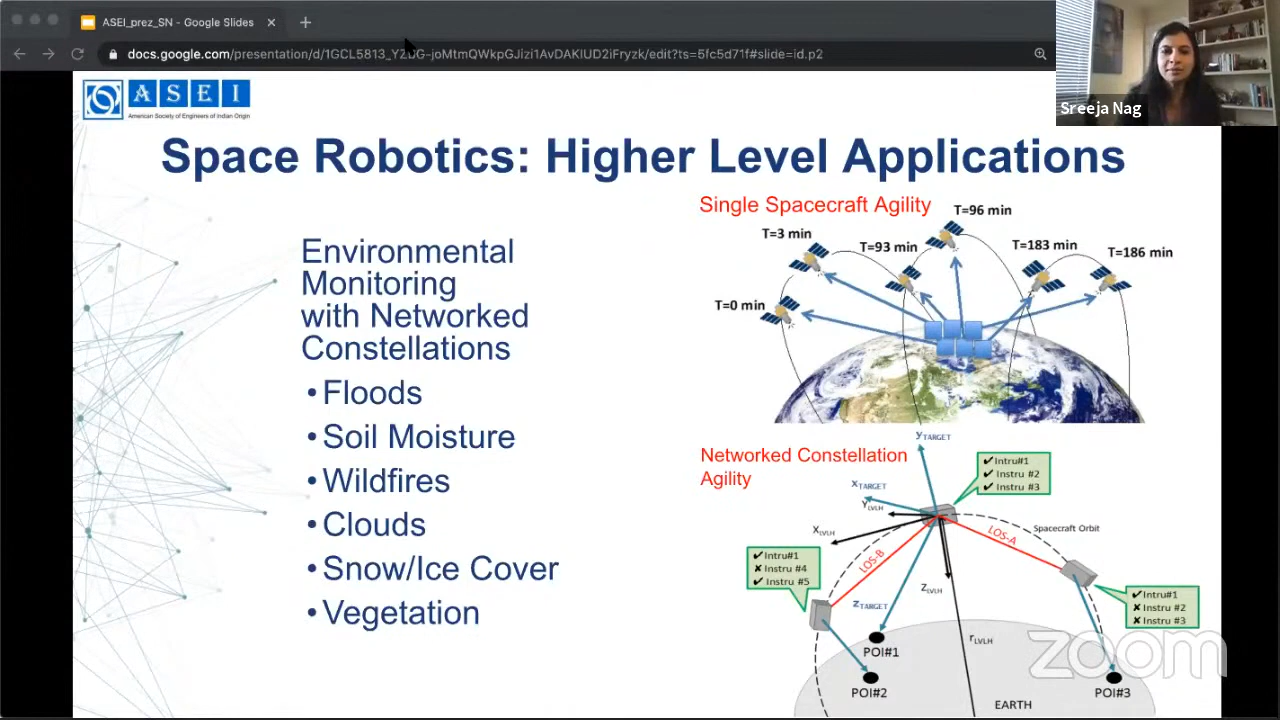 ASEI_prez_SN - Google Slides
docs.google.com/presentation/d/1GCL5813_YZbG-joMtmQWkpGJizi1AvDAKlUD2iFryzk/edit?ts=5fc5d71f#slide=id.p2
Sreeja Nag
ASEI
American Society of Engineers of Indian Origin
Space Robotics: Higher Level Applications
Environmental
Monitoring
with Networked
Constellations
•Floods
•Soil Moisture
•Wildfires
•Clouds
•Snow/Ice Cover
•Vegetation
Single Spacecraft Agility
T=0 min
T=3 min
T=93 min
T=96 min
T=183 min
T=186 min
Networked Constellation
Agility
yTARGET
xTARGET
YLVLH
XLVLH
ZLVLH
zTARGET
rLVLH
✔Intru#1
✔ Instru #2
✔ Instru #3
LOS-A
LOS-B
Spacecraft Orbit
✔Intru#1
✘ Instru #4
✔ Instru #5
✔Intru#1
✘ Instru #2
✘ Instru #3
POI#1
POI#2
POI#3
EARTH
zoom